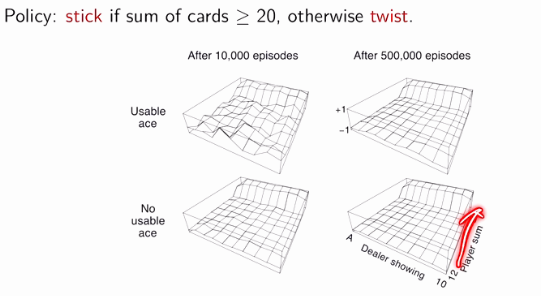 Policy: stick if sum of cards ≥ 20, otherwise twist.
After 10,000 episodes
After 500,000 episodes
Usable
ace
+1
−1
No
usable
ace
A
Dealer showing
10
12
Player sum